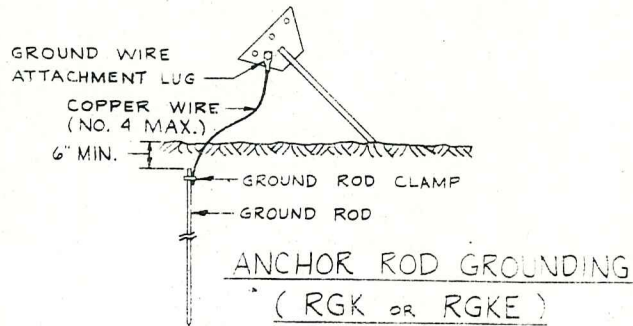 GROUND WIRE
ATTACHMENT LUG
COPPER WIRE
(NO. 4 MAX.)
6" MIN.
GROUND ROD CLAMP
GROUND ROD
ANCHOR ROD GROUNDING
( RGK OR RGKE )